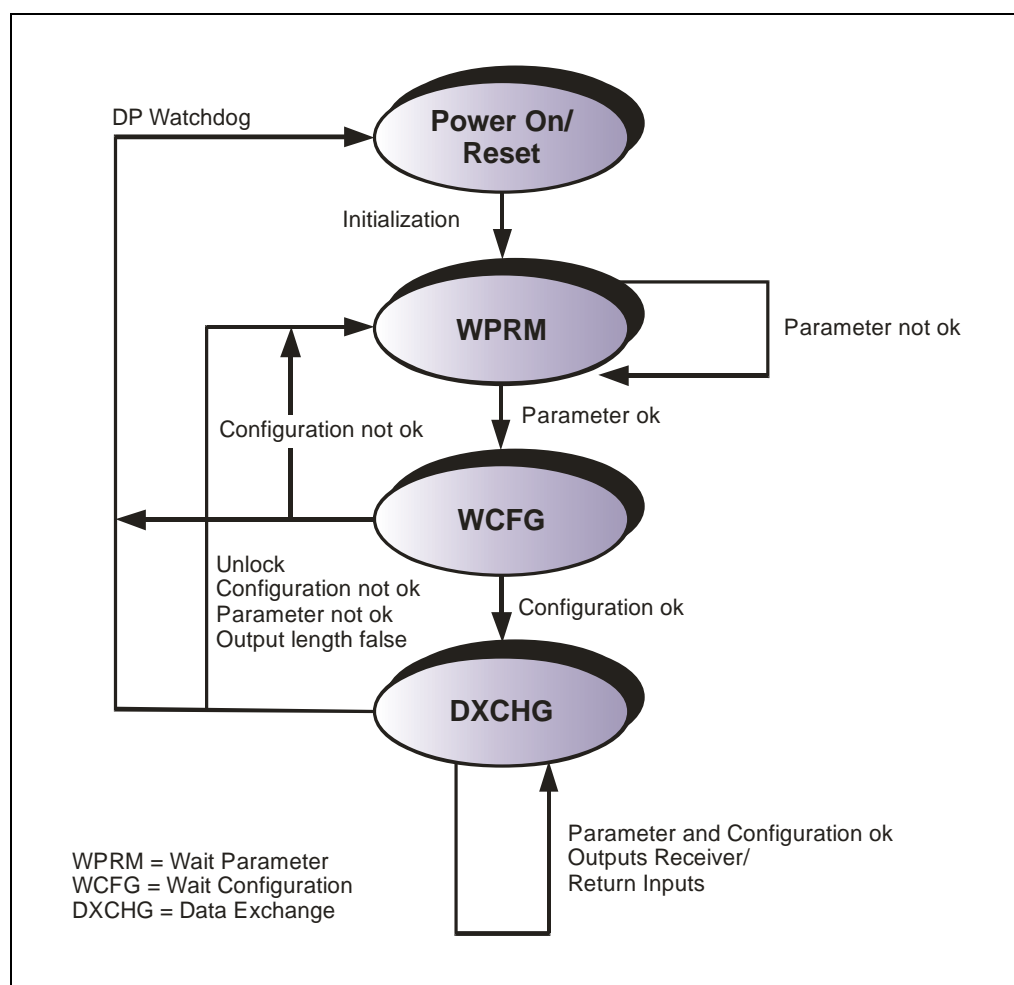 DP Watchdog
Power On/
Reset
Initialization
WPRM
Parameter not ok
Parameter ok
Configuration not ok
WCFG
Unlock
Configuration not ok
Parameter not ok
Output length false
Configuration ok
DXCHG
Parameter and Configuration ok
Outputs Receiver/
Return Inputs
WPRM = Wait Parameter
WCFG = Wait Configuration
DXCHG = Data Exchange